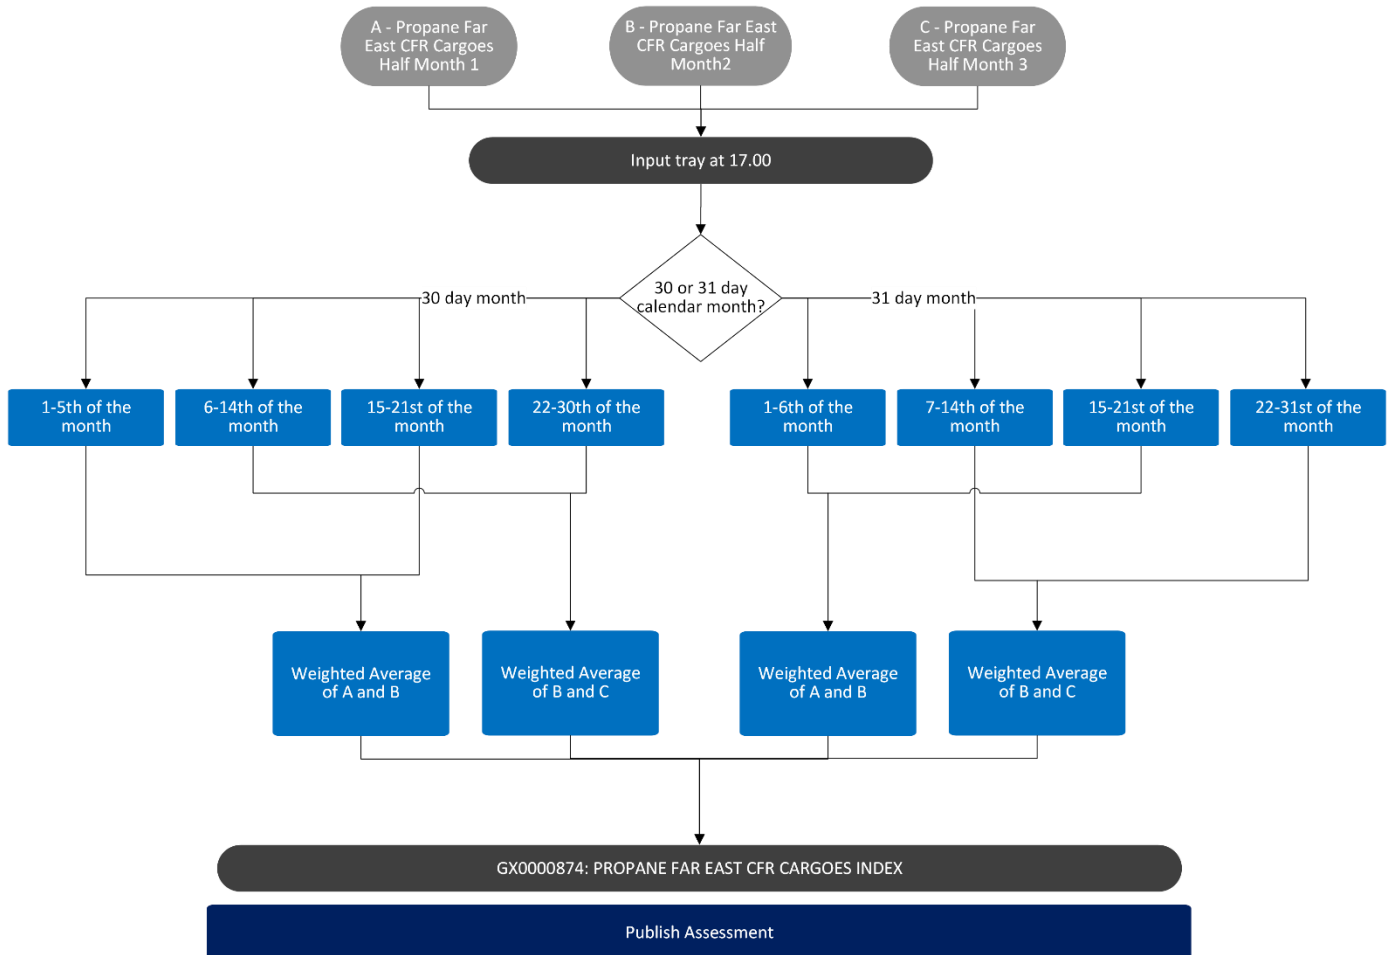 A - Propane Far
East CFR Cargoes
Half Month 1
B - Propane Far East
CFR Cargoes Half
Month2
C - Propane Far
East CFR Cargoes
Half Month 3
Input tray at 17.00
30 or 31 day
calendar month?
30 day month
31 day month
1-5th of the
month
6-14th of the
month
15-21st of the
month
22-30th of the
month
1-6th of the
month
7-14th of the
month
15-21st of the
month
22-31st of the
month
Weighted Average
of A and B
Weighted Average
of B and C
Weighted Average
of A and B
Weighted Average
of B and C
GX0000874: PROPANE FAR EAST CFR CARGOES INDEX
Publish Assessment